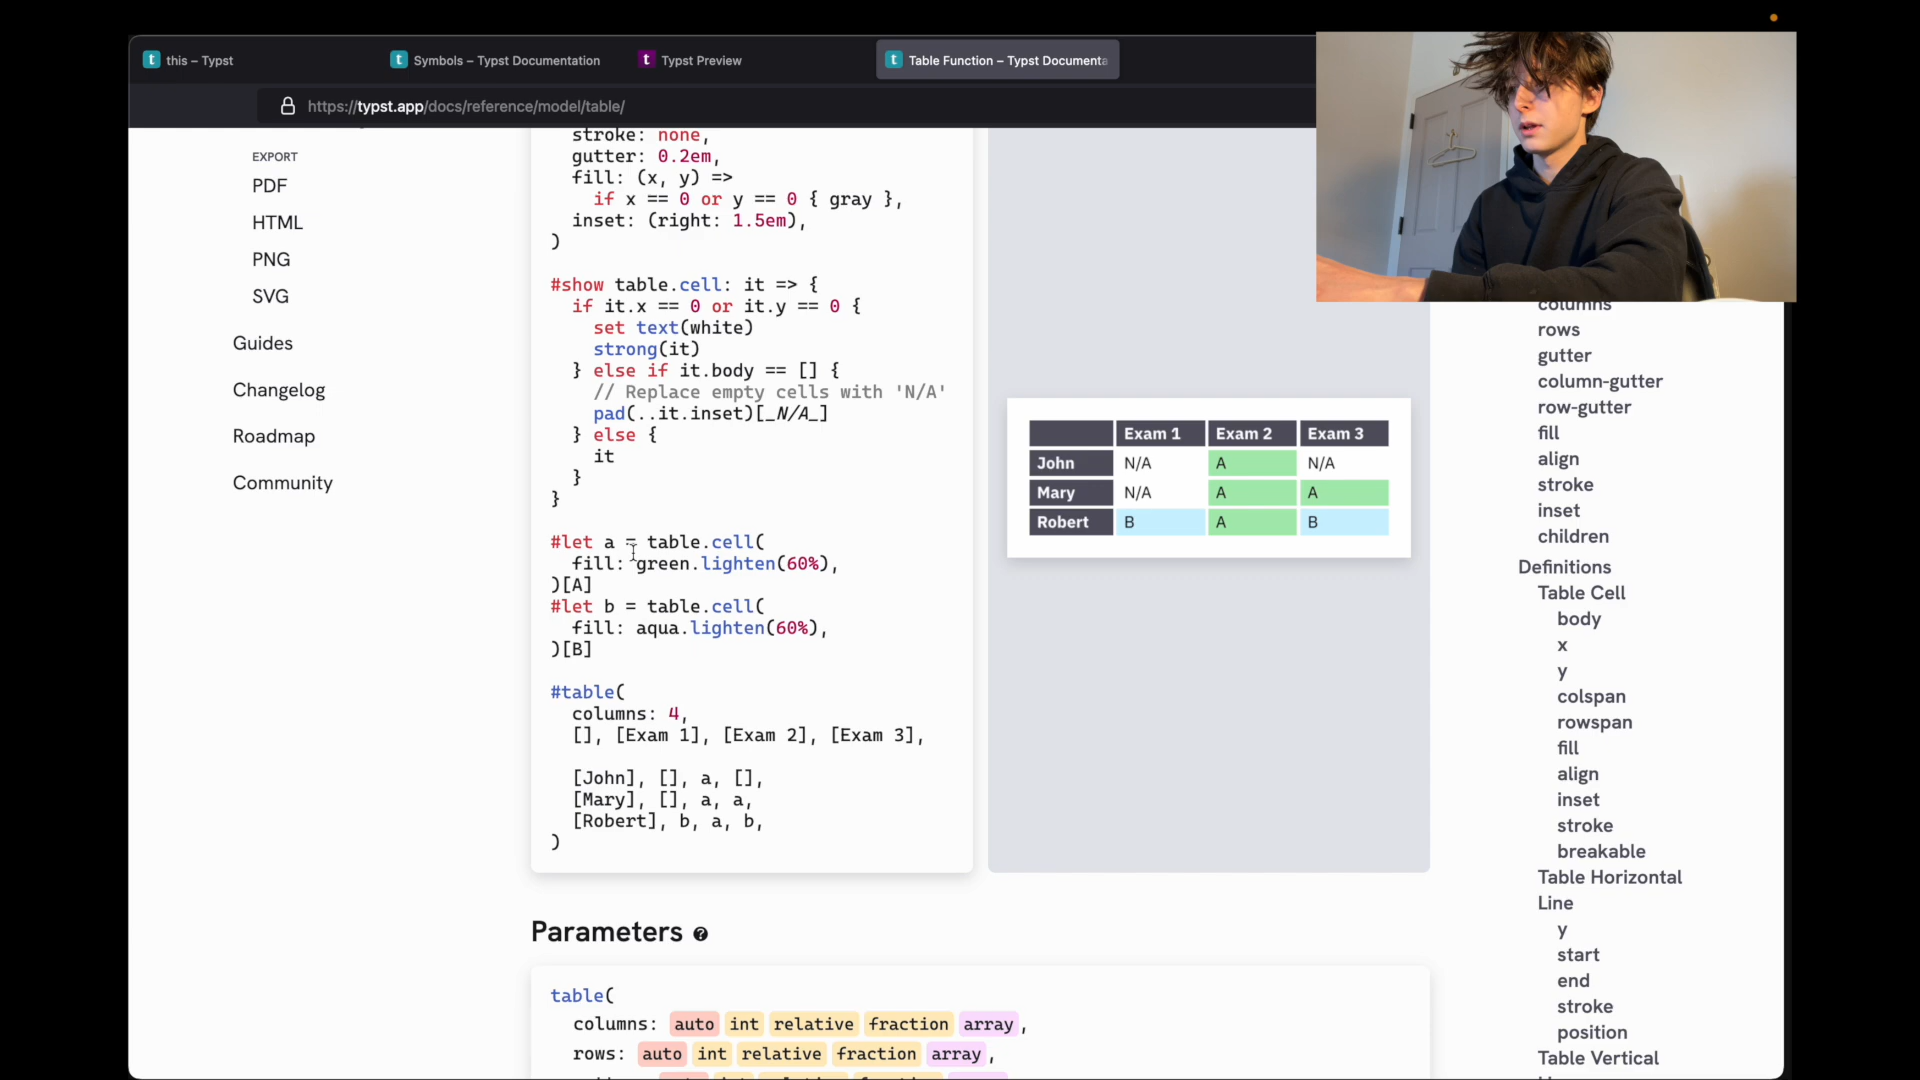 this – Typst
Symbols – Typst Documentation
Typst Preview
Table Function – Typst Documenta
https://typst.app/docs/reference/model/table/
EXPORT
PDF
HTML
PNG
SVG
Guides
Changelog
Roadmap
Community
stroke: none,
gutter: 0.2em,
fill: (x, y) =>
if x == 0 or y == 0 { gray },
inset: (right: 1.5em),
)
#show table.cell: it => {
if it.x == 0 or it.y == 0 {
set text(white)
strong(it)
} else if it.body == [] {
// Replace empty cells with 'N/A'
pad(..it.inset)[_N/A_]
} else {
it
}
}
#let a = table.cell(
fill: green.lighten(60%),
)[A]
#let b = table.cell(
fill: aqua.lighten(60%),
)[B]
#table(
columns: 4,
[], [Exam 1], [Exam 2], [Exam 3],
[John], [], a, [],
[Mary], [], a, a,
[Robert], b, a, b,
)
Exam 1 Exam 2 Exam 3
John N/A A N/A
Mary N/A A A
Robert B A B
Parameters ?
table(
columns: auto int relative fraction array,
rows: auto int relative fraction array,
columns
rows
gutter
column-gutter
row-gutter
fill
align
stroke
inset
children
Definitions
Table Cell
body
x
y
colspan
rowspan
fill
align
inset
stroke
breakable
Table Horizontal
Line
y
start
end
stroke
position
Table Vertical